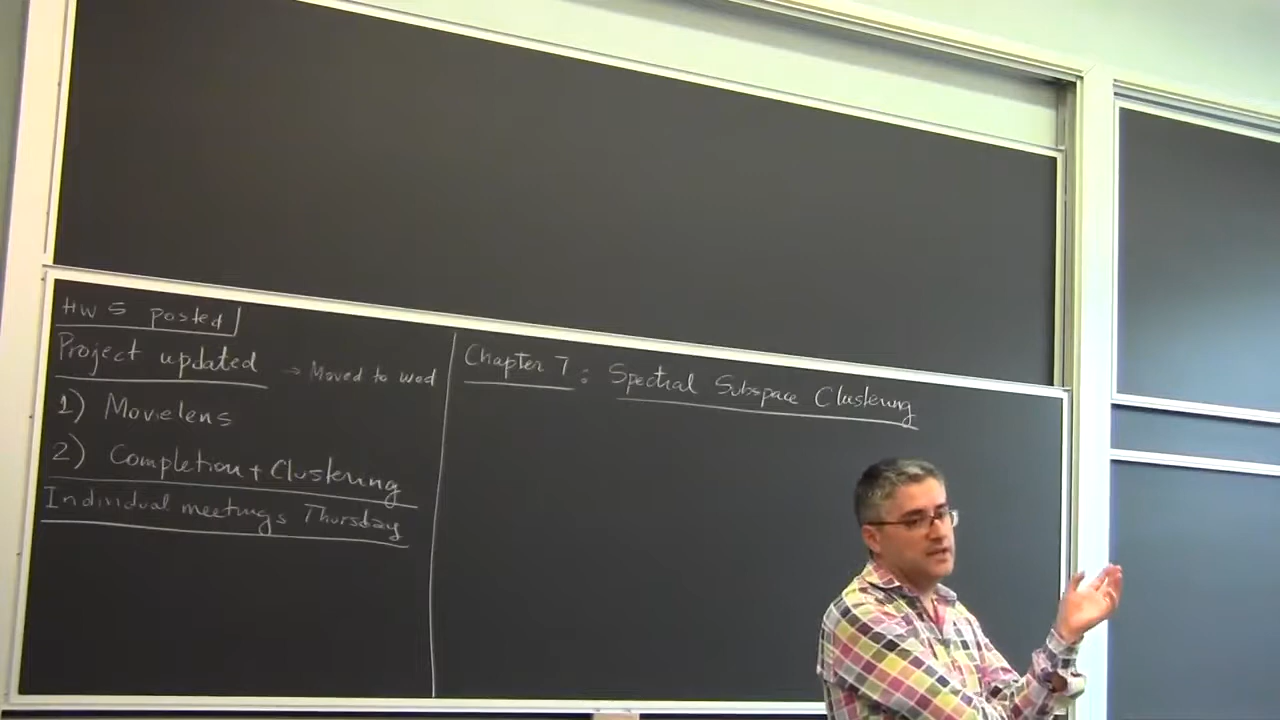 HW 5 posted
Project updated → Moved to wed
1) Movielens
2) Completion + Clustering
Individual meetings Thursday
Chapter 7: Spectral Subspace Clustering